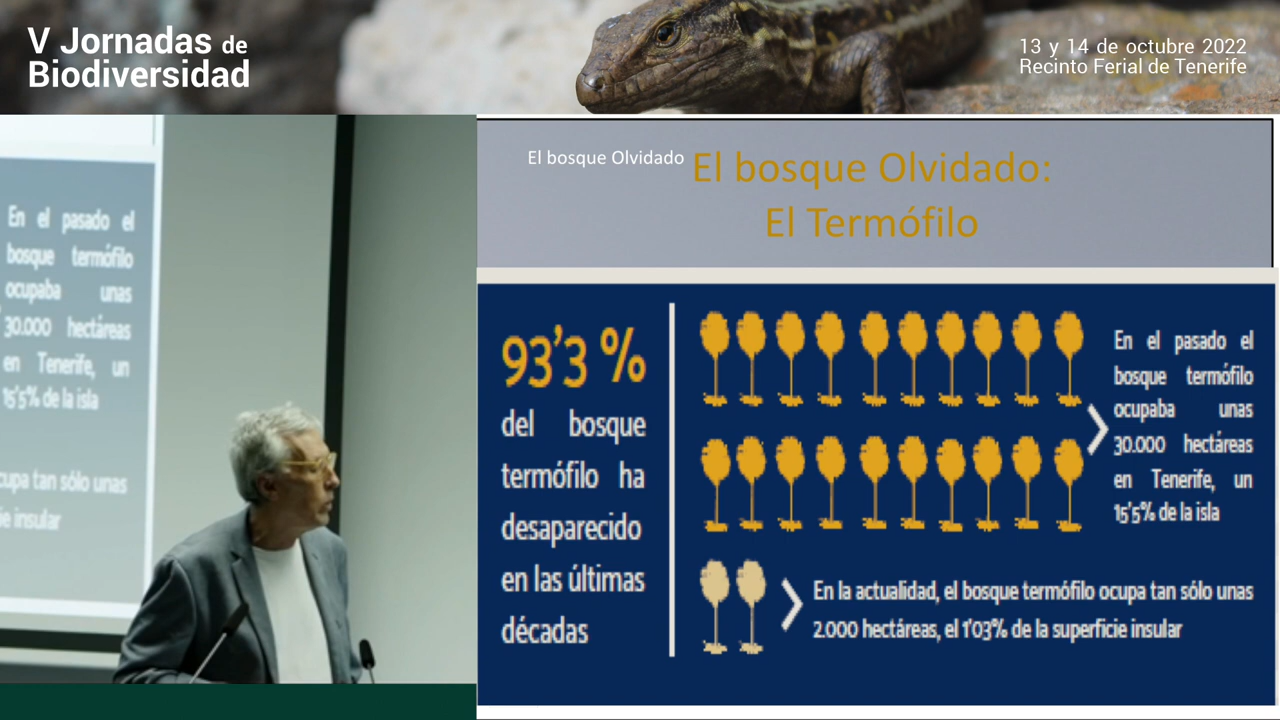 V Jornadas de
Biodiversidad
13 y 14 de octubre 2022
Recinto Ferial de Tenerife
En el pasado el
bosque termófilo
ocupaba unas
30.000 hectáreas
en Tenerife, un
15'5% de la isla
cupa tan sólo unas
ie insular
El bosque Olvidado
El bosque Olvidado:
El Termófilo
93'3 %
del bosque
termófilo ha
desaparecido
en las últimas
décadas
En el pasado el
bosque termófilo
ocupaba unas
30.000 hectáreas
en Tenerife, un
15'5% de la isla
En la actualidad, el bosque termófilo ocupa tan sólo unas
2.000 hectáreas, el 1'03% de la superficie insular